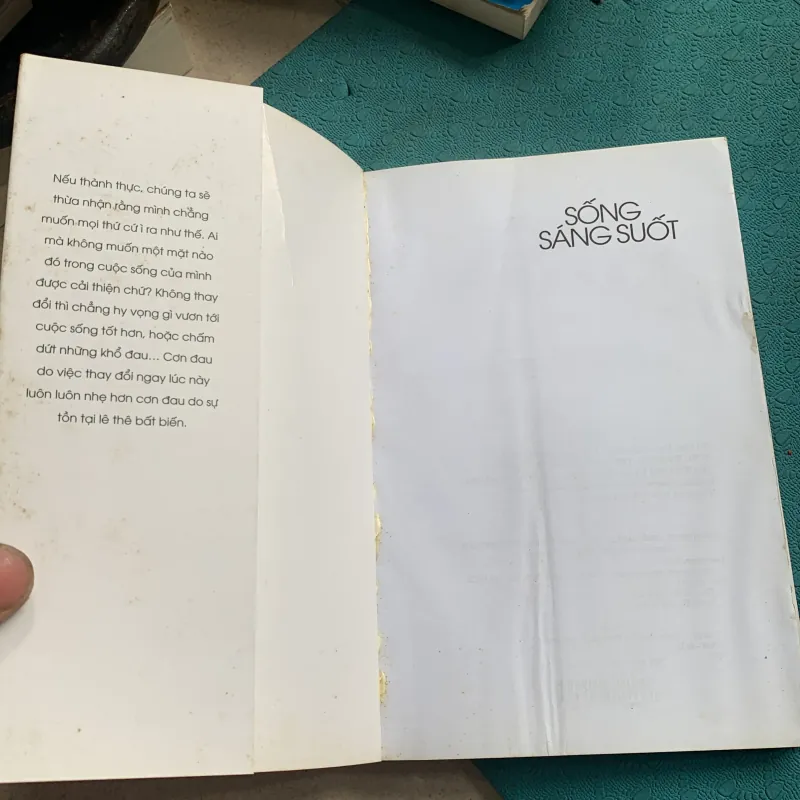 Nếu thành thực, chúng ta sẽ
thừa nhận rằng mình chẳng
muốn mọi thứ cứ ì ra như thế. Ai
mà không muốn một mặt nào
đó trong cuộc sống của mình
được cải thiện chứ? Không thay
đổi thì chẳng hy vọng gì vươn tới
cuộc sống tốt hơn, hoặc chấm
dứt những khổ đau... Cơn đau
do việc thay đổi ngay lúc này
luôn luôn nhẹ hơn cơn đau do sự
tồn tại lê thê bất biến.
SỐNG
SÁNG SUỐT